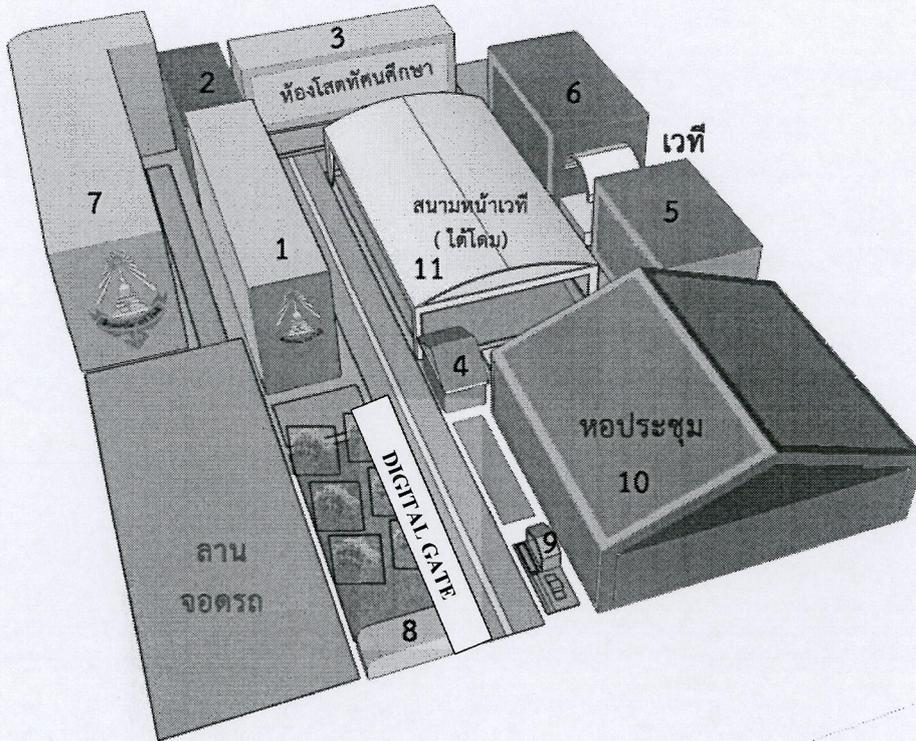 3
ห้องโสตทัศนศึกษา
2
6
เวที
7
5
สนามหน้าเวที
( ใต้โดม)
1
11
4
หอประชุม
10
DIGITAL GATE
9
ลาน
จอดรถ
8